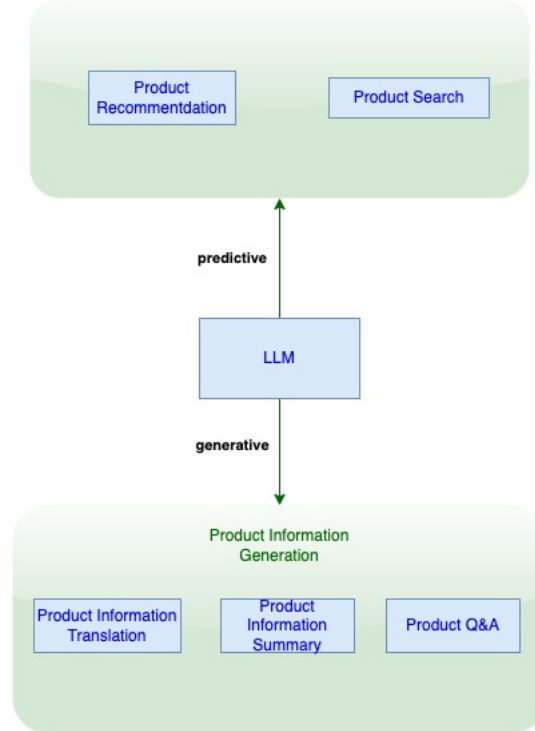 Product
Recommentdation
Product Search
predictive
LLM
generative
Product Information
Generation
Product Information
Translation
Product
Information
Summary
Product Q&A